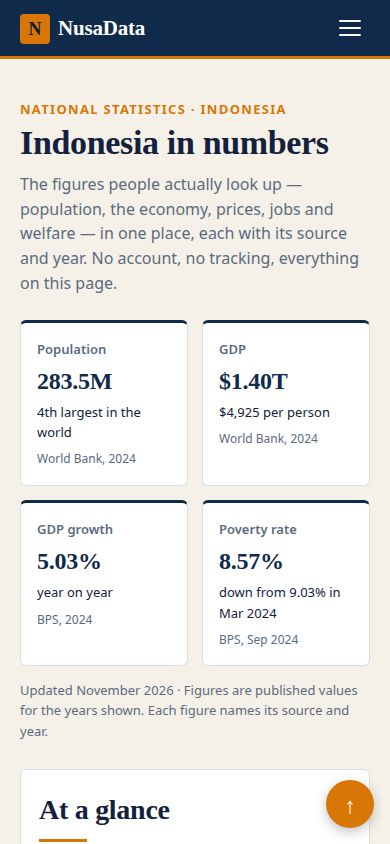 N NusaData
NATIONAL STATISTICS · INDONESIA
Indonesia in numbers
The figures people actually look up —
population, the economy, prices, jobs and
welfare — in one place, each with its source
and year. No account, no tracking, everything
on this page.
Population
283.5M
4th largest in the
world
World Bank, 2024
GDP
$1.40T
$4,925 per person
World Bank, 2024
GDP growth
5.03%
year on year
BPS, 2024
Poverty rate
8.57%
down from 9.03% in
Mar 2024
BPS, Sep 2024
Updated November 2026 · Figures are published values
for the years shown. Each figure names its source and
year.
At a glance
↑